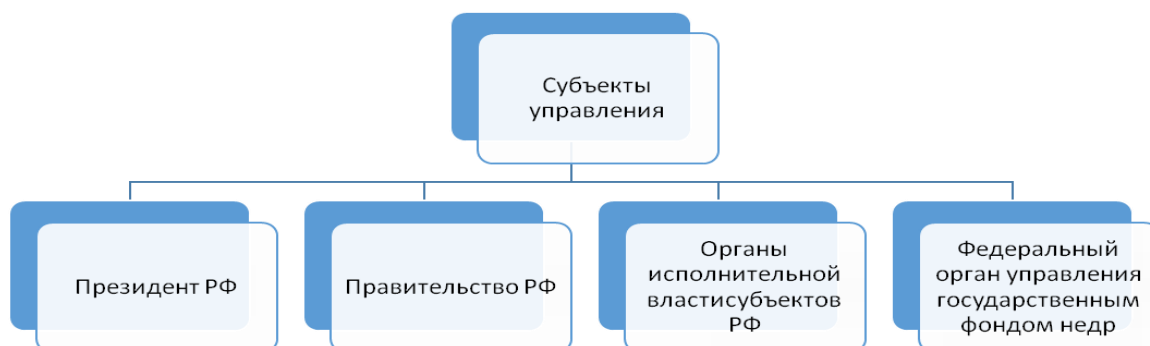 Субъекты
управления
Президент РФ
Правительство РФ
Органы
исполнительной
властисубъектов
РФ
Федеральный
орган управления
государственным
фондом недр